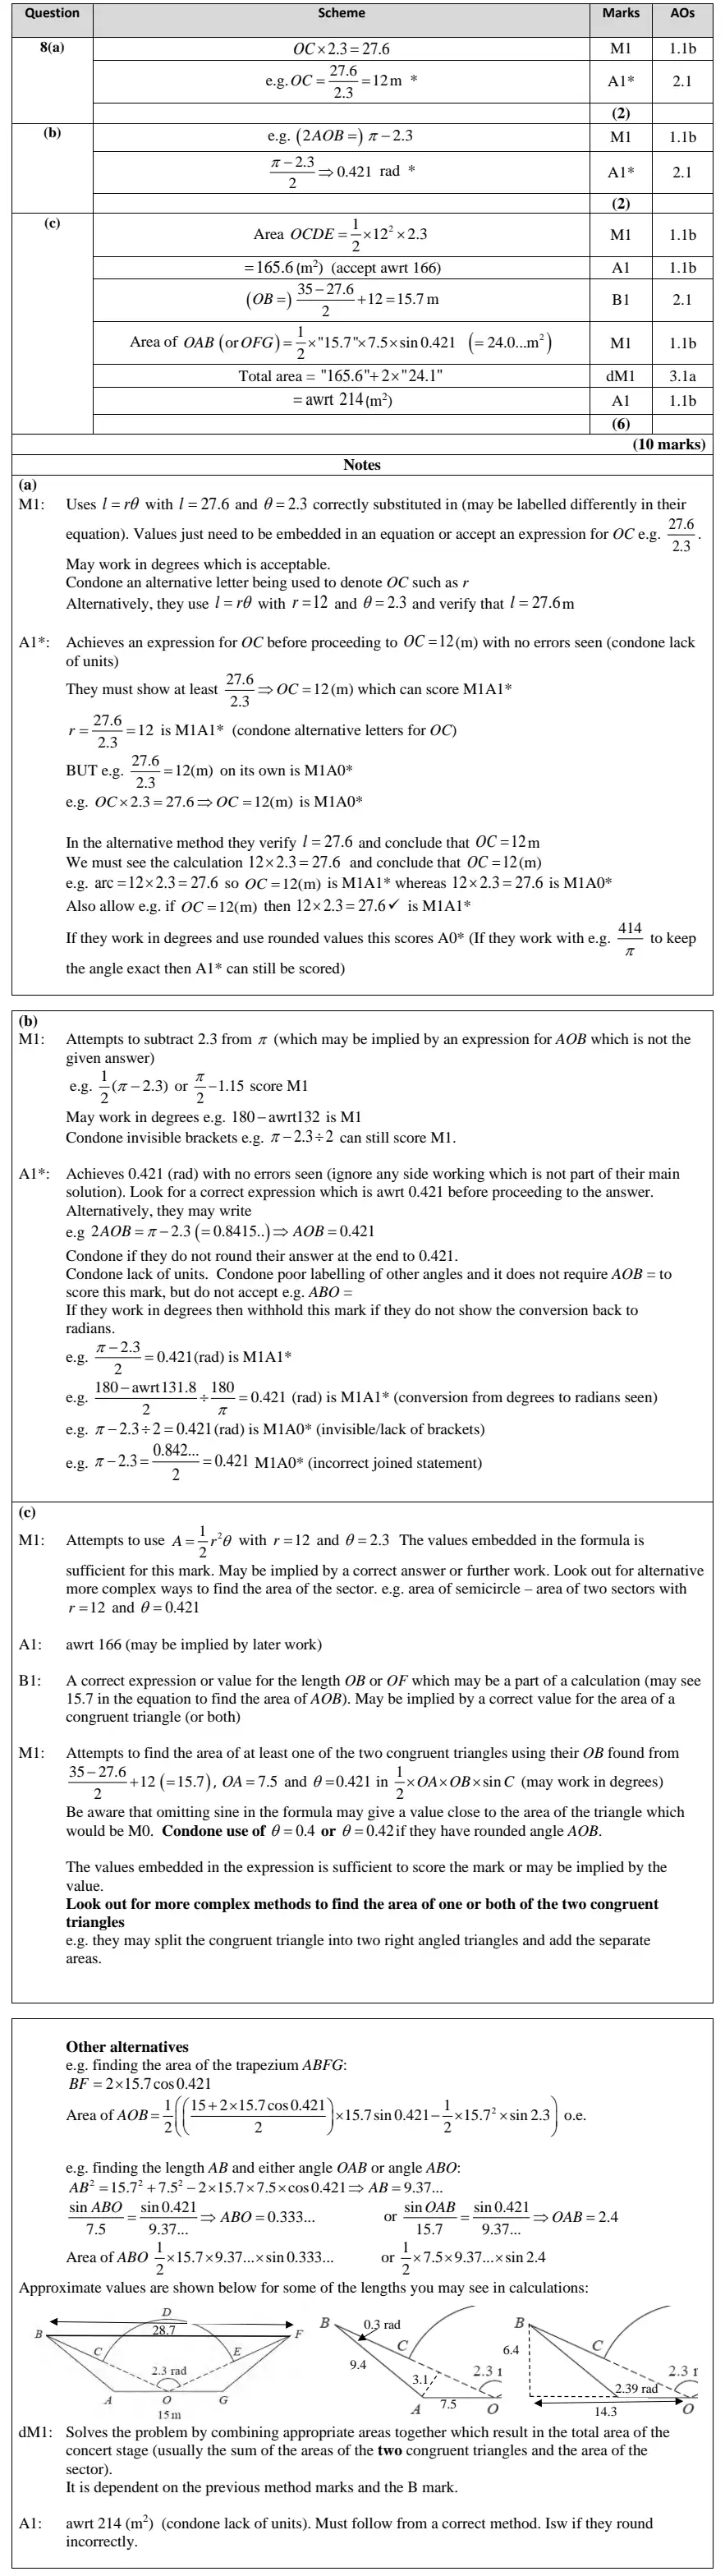 Question Scheme Marks AOs
8(a) OC × 2.3 = 27.6 M1 1.1b
e.g. OC = 27.6/2.3 = 12 m * A1* 2.1
(2)
(b) e.g. (2AOB =) π − 2.3 M1 1.1b
(π − 2.3)/2 ⇒ 0.421 rad * A1* 2.1
(2)
(c) Area OCDE = 1/2 × 12² × 2.3 M1 1.1b
= 165.6 (m²) (accept awrt 166) A1 1.1b
(OB =) (35 − 27.6)/2 + 12 = 15.7 m B1 2.1
Area of OAB (or OFG) = 1/2 × "15.7" × 7.5 × sin 0.421 (= 24.0...m²) M1 1.1b
Total area = "165.6" + 2 × "24.1" dM1 3.1a
= awrt 214 (m²) A1 1.1b
(6)
(10 marks)
Notes
(a)
M1: Uses l = rθ with l = 27.6 and θ = 2.3 correctly substituted in (may be labelled differently in their
equation). Values just need to be embedded in an equation or accept an expression for OC e.g. 27.6/2.3.
May work in degrees which is acceptable.
Condone an alternative letter being used to denote OC such as r
Alternatively, they use l = rθ with r = 12 and θ = 2.3 and verify that l = 27.6 m
A1*: Achieves an expression for OC before proceeding to OC = 12 (m) with no errors seen (condone lack
of units)
They must show at least 27.6/2.3 ⇒ OC = 12 (m) which can score M1A1*
r = 27.6/2.3 = 12 is M1A1* (condone alternative letters for OC)
BUT e.g. 27.6/2.3 = 12(m) on its own is M1A0*
e.g. OC × 2.3 = 27.6 ⇒ OC = 12(m) is M1A0*
In the alternative method they verify l = 27.6 and conclude that OC = 12 m
We must see the calculation 12 × 2.3 = 27.6 and conclude that OC = 12 (m)
e.g. arc = 12 × 2.3 = 27.6 so OC = 12(m) is M1A1* whereas 12 × 2.3 = 27.6 is M1A0*
Also allow e.g. if OC = 12(m) then 12 × 2.3 = 27.6 ✓ is M1A1*
If they work in degrees and use rounded values this scores A0* (If they work with e.g. 414/π to keep
the angle exact then A1* can still be scored)
(b)
M1: Attempts to subtract 2.3 from π (which may be implied by an expression for AOB which is not the
given answer)
e.g. 1/2(π − 2.3) or π/2 − 1.15 score M1
May work in degrees e.g. 180 − awrt132 is M1
Condone invisible brackets e.g. π − 2.3 ÷ 2 can still score M1.
A1*: Achieves 0.421 (rad) with no errors seen (ignore any side working which is not part of their main
solution). Look for a correct expression which is awrt 0.421 before proceeding to the answer.
Alternatively, they may write
e.g 2AOB = π − 2.3 (= 0.8415..) ⇒ AOB = 0.421
Condone if they do not round their answer at the end to 0.421.
Condone lack of units. Condone poor labelling of other angles and it does not require AOB = to
score this mark, but do not accept e.g. ABO =
If they work in degrees then withhold this mark if they do not show the conversion back to
radians.
e.g. (π − 2.3)/2 = 0.421(rad) is M1A1*
e.g. (180 − awrt131.8)/2 ÷ 180/π = 0.421 (rad) is M1A1* (conversion from degrees to radians seen)
e.g. π − 2.3 ÷ 2 = 0.421 (rad) is M1A0* (invisible/lack of brackets)
e.g. π − 2.3 = 0.842.../2 = 0.421 M1A0* (incorrect joined statement)
(c)
M1: Attempts to use A = 1/2 r²θ with r = 12 and θ = 2.3 The values embedded in the formula is
sufficient for this mark. May be implied by a correct answer or further work. Look out for alternative
more complex ways to find the area of the sector. e.g. area of semicircle – area of two sectors with
r = 12 and θ = 0.421
A1: awrt 166 (may be implied by later work)
B1: A correct expression or value for the length OB or OF which may be a part of a calculation (may see
15.7 in the equation to find the area of AOB). May be implied by a correct value for the area of a
congruent triangle (or both)
M1: Attempts to find the area of at least one of the two congruent triangles using their OB found from
(35 − 27.6)/2 + 12 (= 15.7), OA = 7.5 and θ = 0.421 in 1/2 × OA × OB × sin C (may work in degrees)
Be aware that omitting sine in the formula may give a value close to the area of the triangle which
would be M0. Condone use of θ = 0.4 or θ = 0.42 if they have rounded angle AOB.
The values embedded in the expression is sufficient to score the mark or may be implied by the
value.
Look out for more complex methods to find the area of one or both of the two congruent
triangles
e.g. they may split the congruent triangle into two right angled triangles and add the separate
areas.
Other alternatives
e.g. finding the area of the trapezium ABFG:
BF = 2 × 15.7 cos 0.421
Area of AOB = 1/2(((15 + 2 × 15.7 cos 0.421)/2) × 15.7 sin 0.421 − 1/2 × 15.7² × sin 2.3) o.e.
e.g. finding the length AB and either angle OAB or angle ABO:
AB² = 15.7² + 7.5² − 2 × 15.7 × 7.5 × cos 0.421 ⇒ AB = 9.37...
sin ABO/7.5 = sin 0.421/9.37... ⇒ ABO = 0.333... or sin OAB/15.7 = sin 0.421/9.37... ⇒ OAB = 2.4
Area of ABO 1/2 × 15.7 × 9.37... × sin 0.333... or 1/2 × 7.5 × 9.37... × sin 2.4
Approximate values are shown below for some of the lengths you may see in calculations:
D
28.7
B F
C E
2.3 rad
A O G
15 m
B 0.3 rad
C
9.4
3.1
2.3 r
7.5
A O
B
6.4
C
2.3 r
2.39 rad
14.3
O
dM1: Solves the problem by combining appropriate areas together which result in the total area of the
concert stage (usually the sum of the areas of the two congruent triangles and the area of the
sector).
It is dependent on the previous method marks and the B mark.
A1: awrt 214 (m²) (condone lack of units). Must follow from a correct method. Isw if they round
incorrectly.